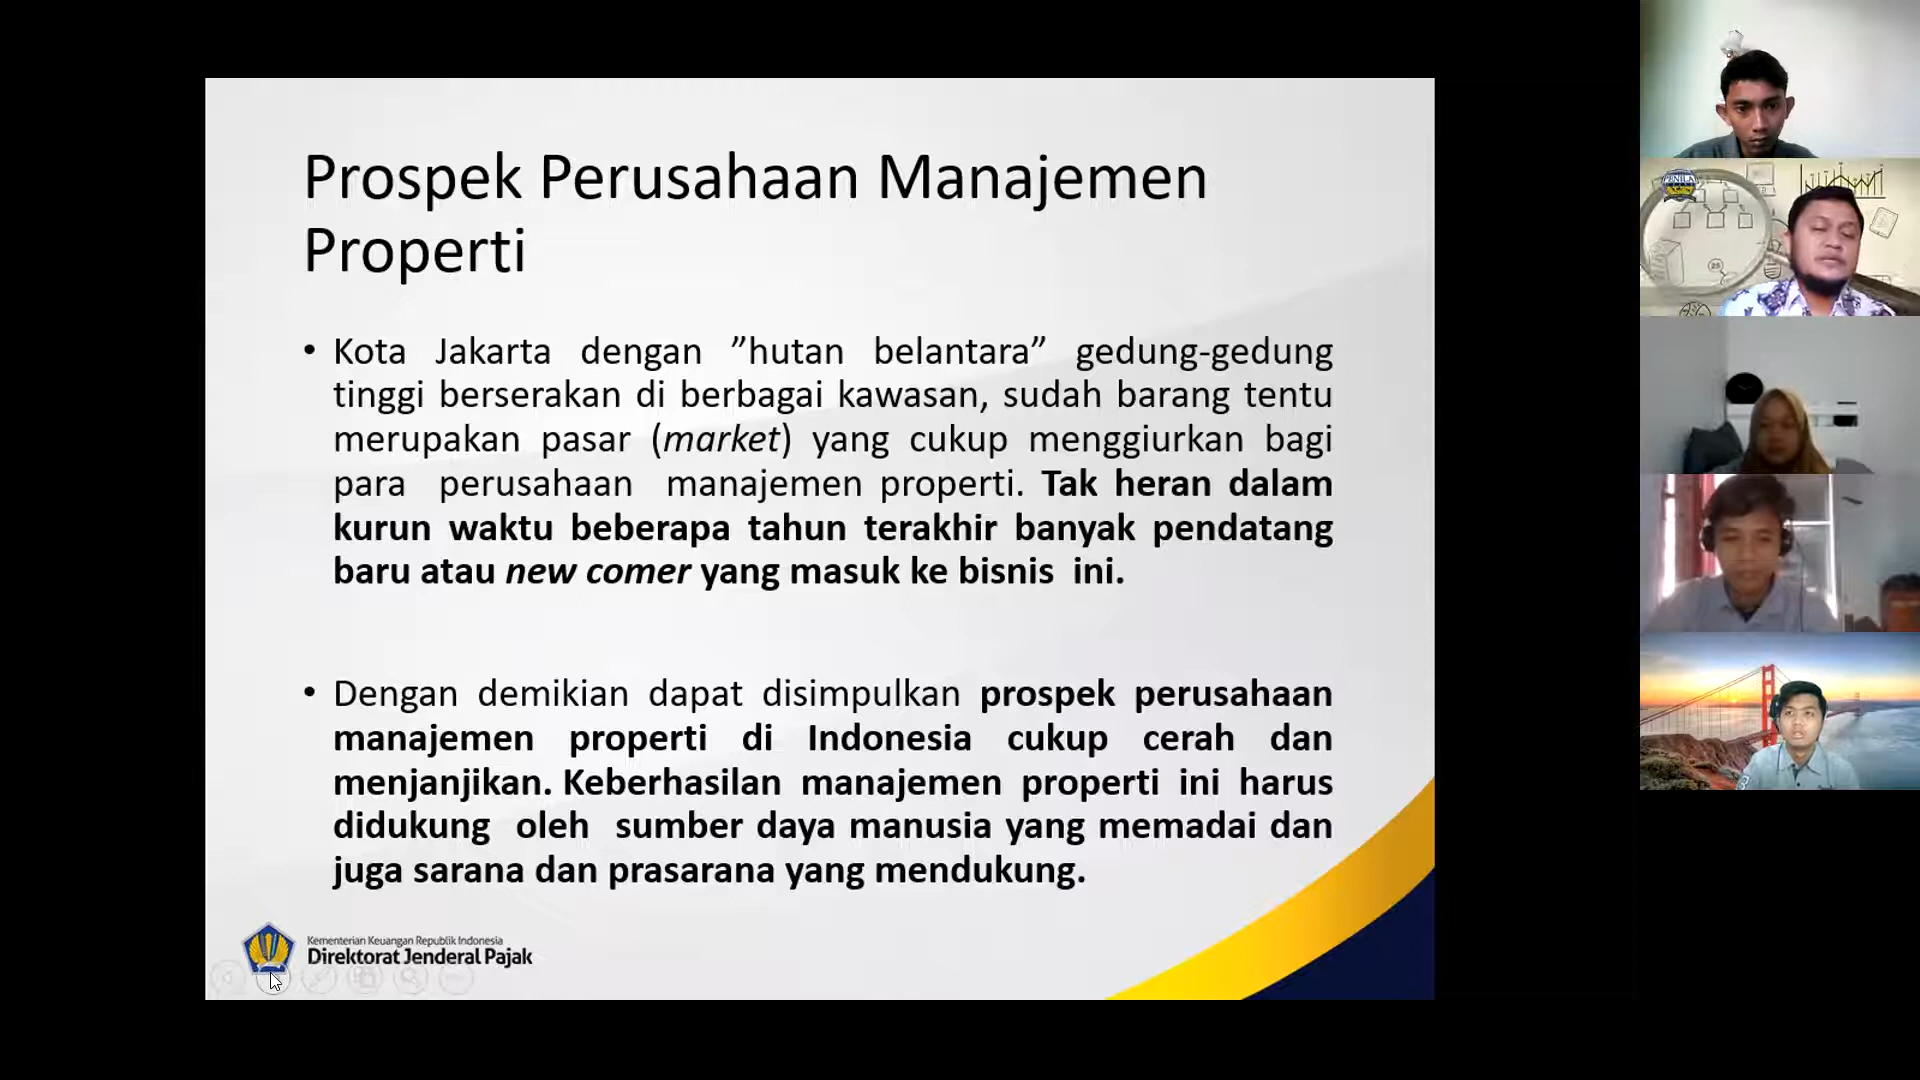 Prospek Perusahaan Manajemen
Properti
• Kota Jakarta dengan ”hutan belantara” gedung-gedung
tinggi berserakan di berbagai kawasan, sudah barang tentu
merupakan pasar (market) yang cukup menggiurkan bagi
para perusahaan manajemen properti. Tak heran dalam
kurun waktu beberapa tahun terakhir banyak pendatang
baru atau new comer yang masuk ke bisnis ini.
• Dengan demikian dapat disimpulkan prospek perusahaan
manajemen properti di Indonesia cukup cerah dan
menjanjikan. Keberhasilan manajemen properti ini harus
didukung oleh sumber daya manusia yang memadai dan
juga sarana dan prasarana yang mendukung.
Kementerian Keuangan Republik Indonesia
Direktorat Jenderal Pajak